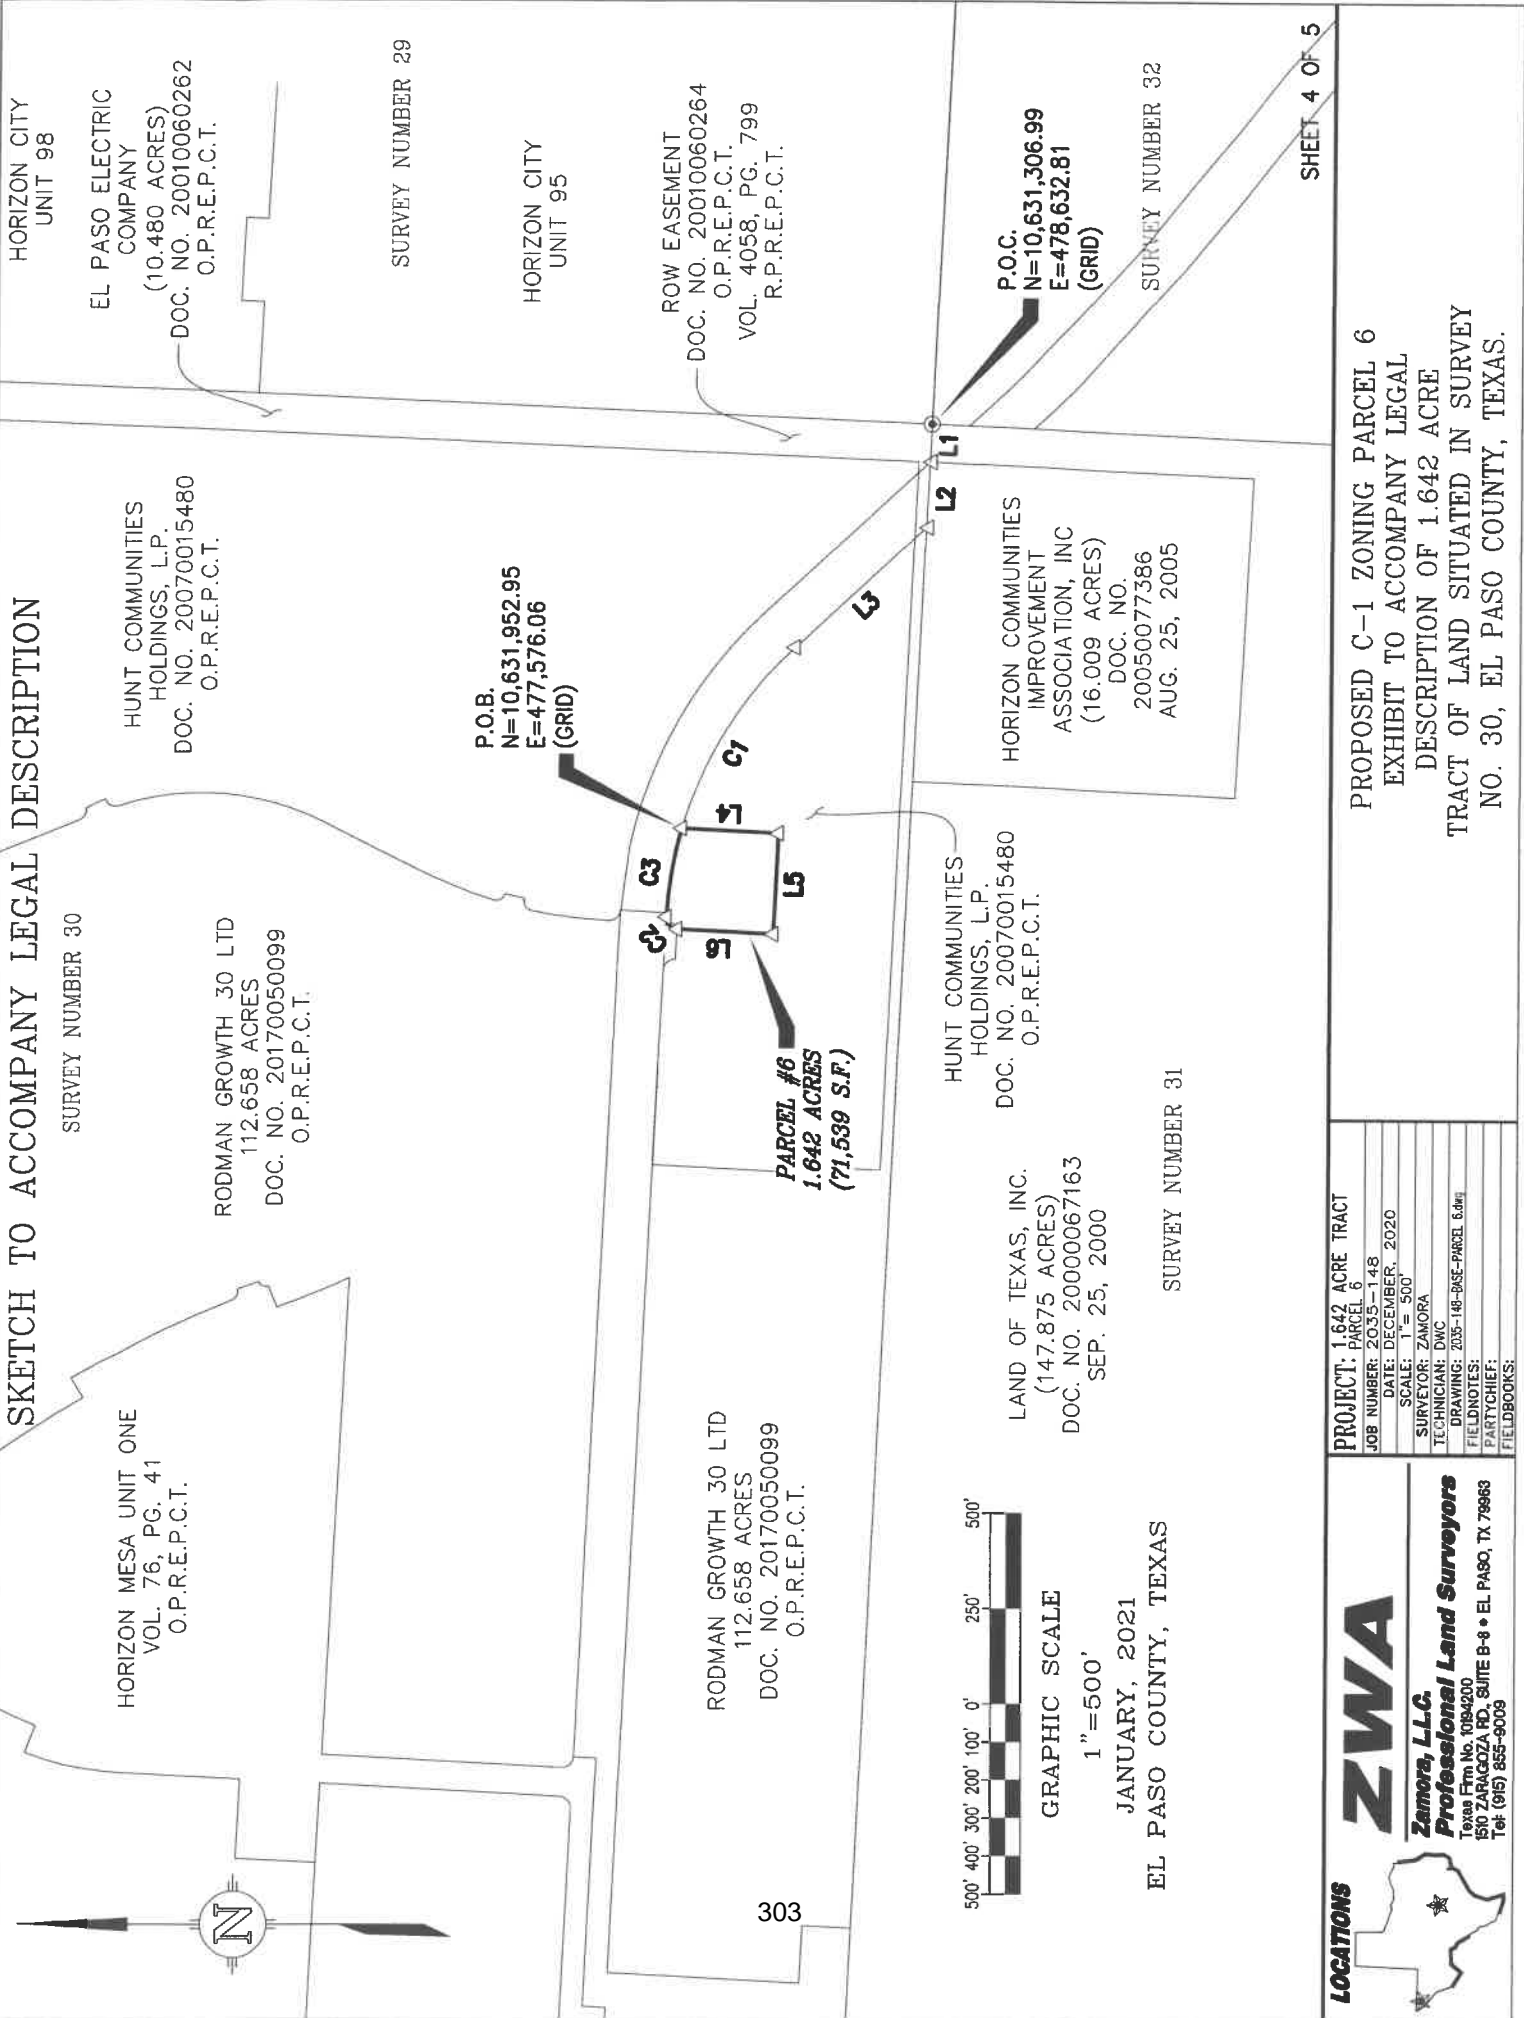 SKETCH TO ACCOMPANY LEGAL DESCRIPTION
HORIZON MESA UNIT ONE
VOL. 76, PG. 41
O.P.R.E.P.C.T.
SURVEY NUMBER 30
RODMAN GROWTH 30 LTD
112.658 ACRES
DOC. NO. 20170050099
O.P.R.E.P.C.T.
HUNT COMMUNITIES
HOLDINGS, L.P.
DOC. NO. 20070015480
O.P.R.E.P.C.T.
HORIZON CITY
UNIT 98
EL PASO ELECTRIC
COMPANY
(10.480 ACRES)
DOC. NO. 20010060262
O.P.R.E.P.C.T.
SURVEY NUMBER 29
HORIZON CITY
UNIT 95
ROW EASEMENT
DOC. NO. 20010060264
O.P.R.E.P.C.T.
VOL. 4058, PG. 799
R.P.R.E.P.C.T.
N
P.O.B.
N=10,631,952.95
E=477,576.06
(GRID)
C3
C2
C1
L4
L5
L6
L3
L2
L1
P.O.C.
N=10,631,306.99
E=478,632.81
(GRID)
SURVEY NUMBER 32
RODMAN GROWTH 30 LTD
112.658 ACRES
DOC. NO. 20170050099
O.P.R.E.P.C.T.
PARCEL #6
1.642 ACRES
(71,539 S.F.)
HUNT COMMUNITIES
HOLDINGS, L.P.
DOC. NO. 20070015480
O.P.R.E.P.C.T.
HORIZON COMMUNITIES
IMPROVEMENT
ASSOCIATION, INC
(16.009 ACRES)
DOC. NO.
20050077386
AUG. 25, 2005
LAND OF TEXAS, INC.
(147.875 ACRES)
DOC. NO. 20000067163
SEP. 25, 2000
SURVEY NUMBER 31
303
500' 400' 300' 200' 100' 0' 250' 500'
GRAPHIC SCALE
1"=500'
JANUARY, 2021
EL PASO COUNTY, TEXAS
SHEET 4 OF 5
LOCATIONS
ZWA
Zamora, L.L.C.
Professional Land Surveyors
Texas Firm No. 10194200
1510 ZARAGOZA RD., SUITE B-8 • EL PASO, TX 79963
Tel: (915) 855-9009
PROJECT: 1.642 ACRE TRACT
PARCEL 6
JOB NUMBER: 2035-148
DATE: DECEMBER, 2020
SCALE: 1"= 500'
SURVEYOR: ZAMORA
TECHNICIAN: DWC
DRAWING: 2035-148-BASE-PARCEL 6.dwg
FIELDNOTES:
PARTYCHIEF:
FIELDBOOKS:
PROPOSED C-1 ZONING PARCEL 6
EXHIBIT TO ACCOMPANY LEGAL
DESCRIPTION OF 1.642 ACRE
TRACT OF LAND SITUATED IN SURVEY
NO. 30, EL PASO COUNTY, TEXAS.